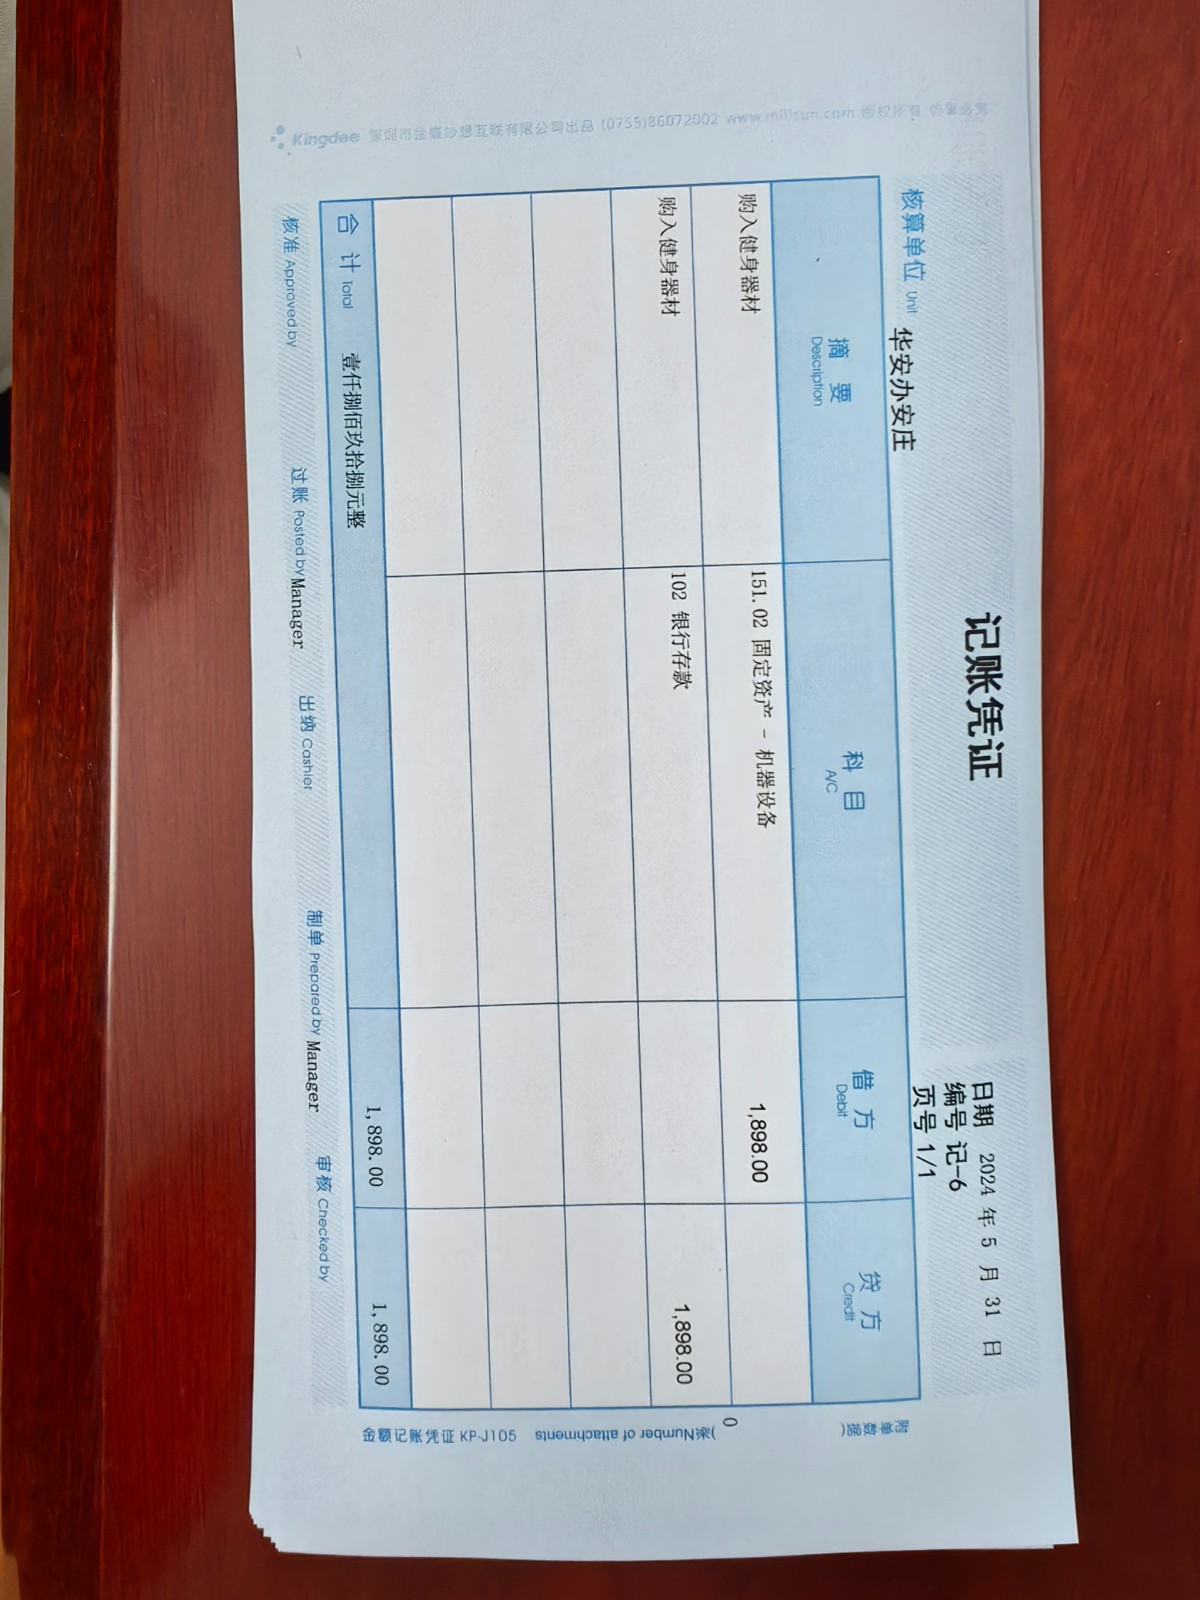 记账凭证
日期 2024 年 5 月 31 日
编号 记-6
页号 1/1
核算单位 Unit 华安办安庄
摘 要 Description
科 目 A/C
借 方 Debit
贷 方 Credit
购入健身器材 151.02 固定资产 - 机器设备 1,898.00
购入健身器材 102 银行存款 1,898.00
合 计 Total 壹仟捌佰玖拾捌元整 1,898.00 1,898.00
核准 Approved by
过账 Posted by Manager
出纳 Cashier
制单 Prepared by Manager
审核 Checked by
附单数据(
0
)张(Number of attachments
金额记账凭证 KP-J105
Kingdee 深圳市金蝶妙想互联有限公司出品 (0755)86072002 www.millsun.com 版权所有 仿冒必究